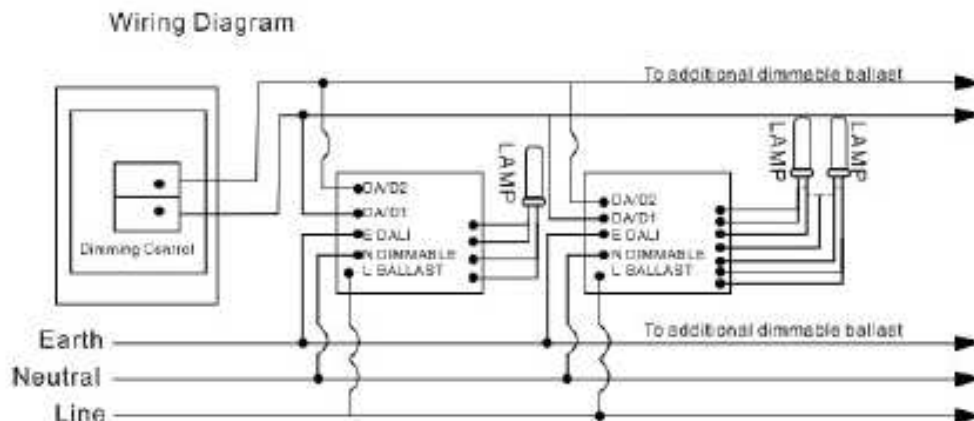 Wiring Diagram
To additional dimmable ballast
Dimming Control
DA/D2
DA/D1
E DALI
N DIMMABLE
L BALLAST
LAMP
DA/D2
DA/D1
E DALI
N DIMMABLE
L BALLAST
LAMP
LAMP
Earth
To additional dimmable ballast
Neutral
Line